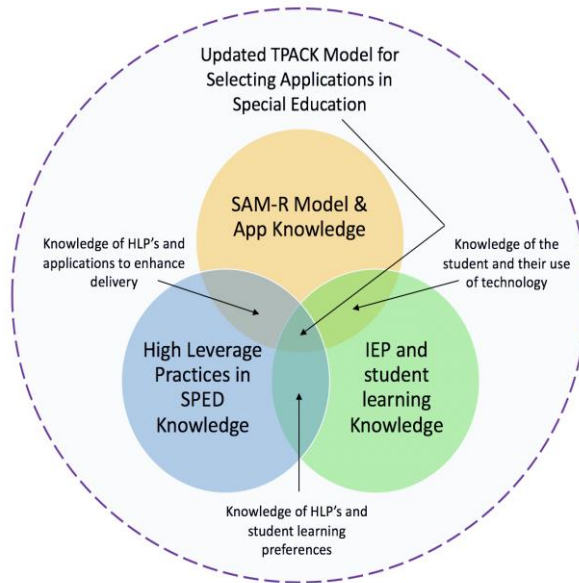 Updated TPACK Model for
Selecting Applications in
Special Education
SAM-R Model &
App Knowledge
Knowledge of HLP's and
applications to enhance
delivery
Knowledge of the
student and their use
of technology
High Leverage
Practices in
SPED
Knowledge
IEP and
student
learning
Knowledge
Knowledge of HLP's and
student learning
preferences